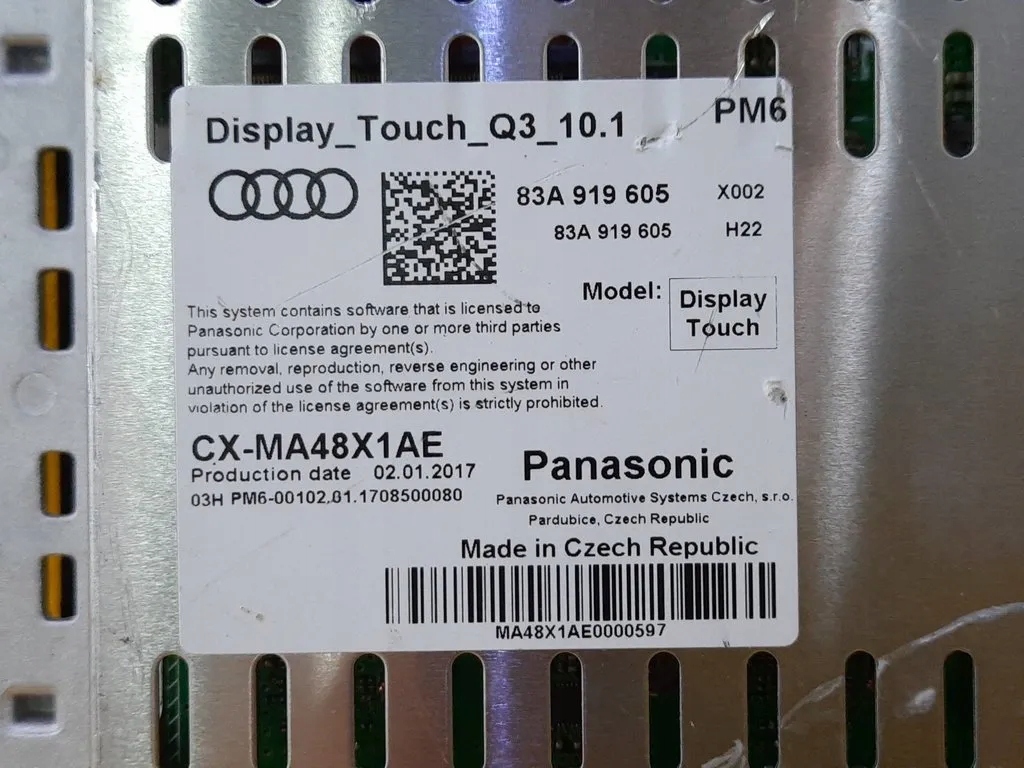 Display_Touch_Q3_10.1 PM6
83A 919 605 X002
83A 919 605 H22
Model: Display Touch
This system contains software that is licensed to
Panasonic Corporation by one or more third parties
pursuant to license agreement(s).
Any removal, reproduction, reverse engineering or other
unauthorized use of the software from this system in
violation of the license agreement(s) is strictly prohibited.
CX-MA48X1AE
Production date 02.01.2017
03H PM6-00102.01.1708500080
Panasonic
Panasonic Automotive Systems Czech, s.r.o.
Pardubice, Czech Republic
Made in Czech Republic
MA48X1AE0000597